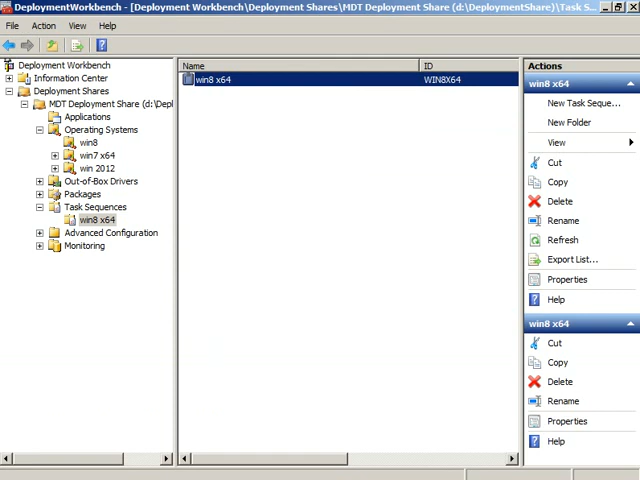 DeploymentWorkbench - [Deployment Workbench\Deployment Shares\MDT Deployment Share (d:\DeploymentShare)\Task S...
File Action View Help
Deployment Workbench
Information Center
Deployment Shares
MDT Deployment Share (d:\Depl
Applications
Operating Systems
win8
win7 x64
win 2012
Out-of-Box Drivers
Packages
Task Sequences
win8 x64
Advanced Configuration
Monitoring
Name ID
win8 x64 WIN8X64
Actions
win8 x64
New Task Seque...
New Folder
View
Cut
Copy
Delete
Rename
Refresh
Export List...
Properties
Help
win8 x64
Cut
Copy
Delete
Rename
Properties
Help